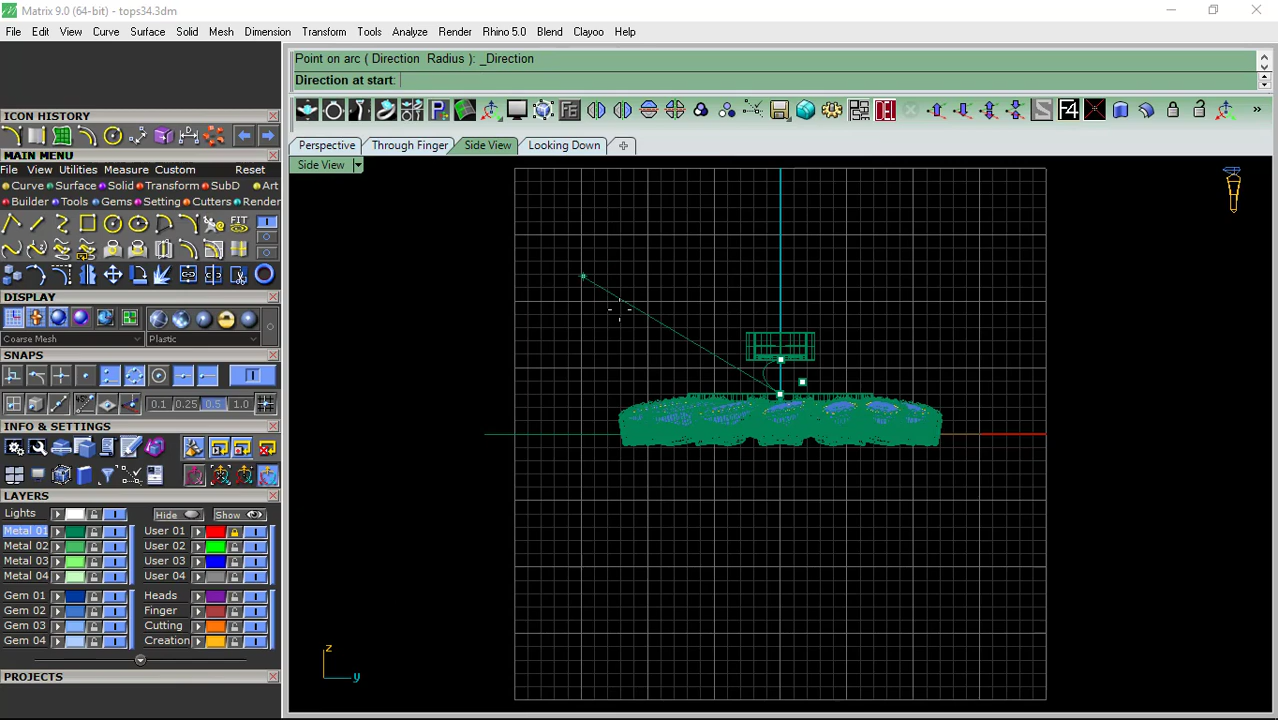 Matrix 9.0 (64-bit) - tops34.3dm
File Edit View Curve Surface Solid Mesh Dimension Transform Tools Analyze Render Rhino 5.0 Blend Clayoo Help
Point on arc ( Direction Radius ): _Direction
Direction at start:
ICON HISTORY
Perspective Through Finger Side View Looking Down
MAIN MENU
Side View
File View Utilities Measure Custom Reset
Curve Surface Solid Transform SubD Art
Builder Tools Gems Setting Cutters Render
FIT
F4
DISPLAY
Coarse Mesh Plastic
SNAPS
0.1 0.25 0.5 1.0
INFO & SETTINGS
LAYERS
Lights Hide Show
Metal 01 User 01
Metal 02 User 02
Metal 03 User 03
Metal 04 User 04
Gem 01 Heads
Gem 02 Finger
Gem 03 Cutting
Gem 04 Creation
z
y
PROJECTS